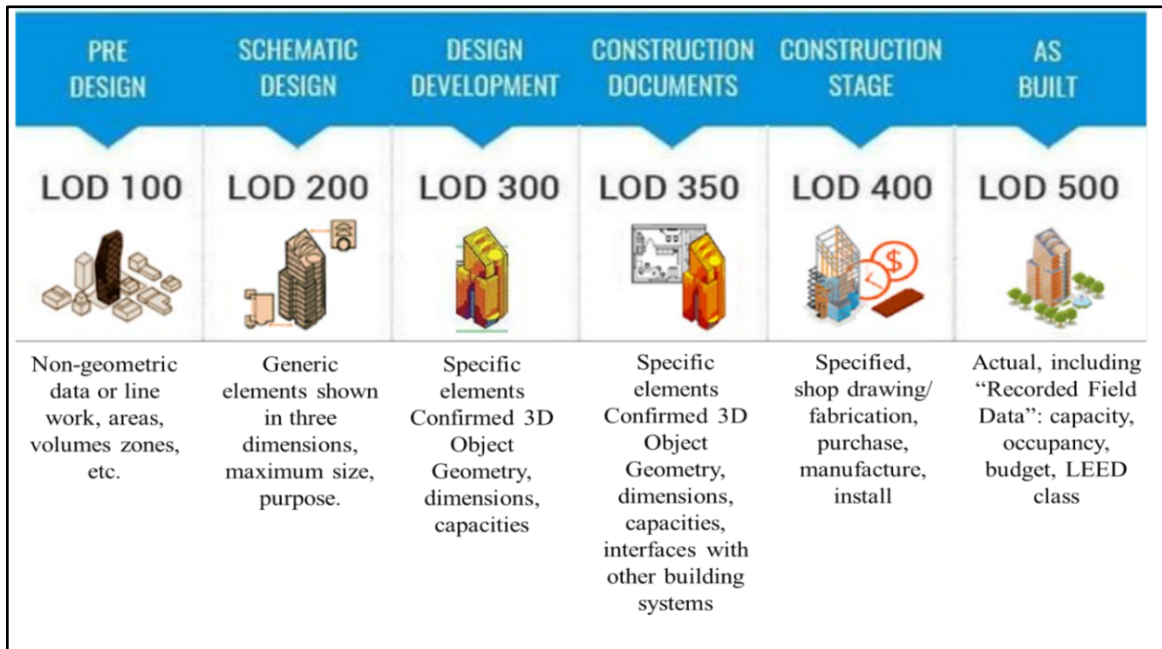 PRE
DESIGN
SCHEMATIC
DESIGN
DESIGN
DEVELOPMENT
CONSTRUCTION
DOCUMENTS
CONSTRUCTION
STAGE
AS
BUILT
LOD 100
LOD 200
LOD 300
LOD 350
LOD 400
LOD 500
$
Non-geometric
data or line
work, areas,
volumes zones,
etc.
Generic
elements shown
in three
dimensions,
maximum size,
purpose.
Specific
elements
Confirmed 3D
Object
Geometry,
dimensions,
capacities
Specific
elements
Confirmed 3D
Object
Geometry,
dimensions,
capacities,
interfaces with
other building
systems
Specified,
shop drawing/
fabrication,
purchase,
manufacture,
install
Actual, including
“Recorded Field
Data”: capacity,
occupancy,
budget, LEED
class